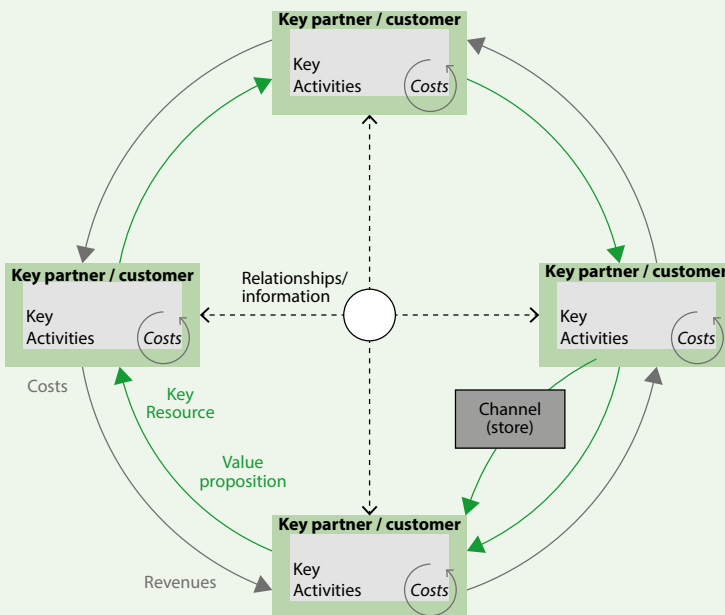 Key partner / customer
Key
Activities
Costs
Key partner / customer
Key
Activities
Costs
Relationships/
information
Key partner / customer
Key
Activities
Costs
Costs
Key
Resource
Channel
(store)
Value
proposition
Key partner / customer
Key
Activities
Costs
Revenues